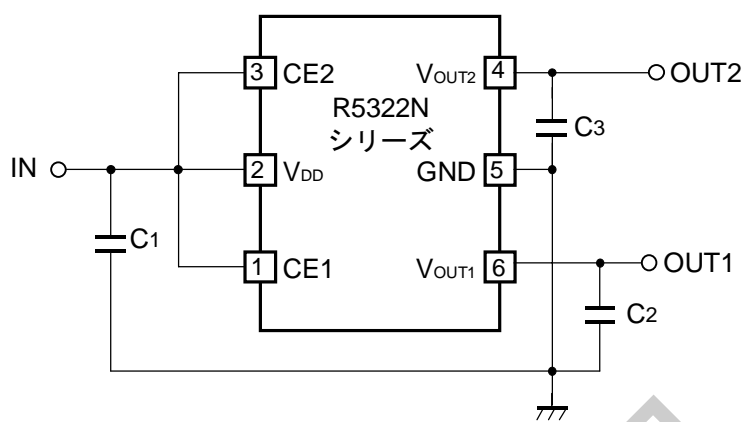 3 CE2
VOUT2 4
OUT2
R5322N
シリーズ
C3
IN
2 VDD
GND 5
C1
1 CE1
VOUT1 6
OUT1
C2